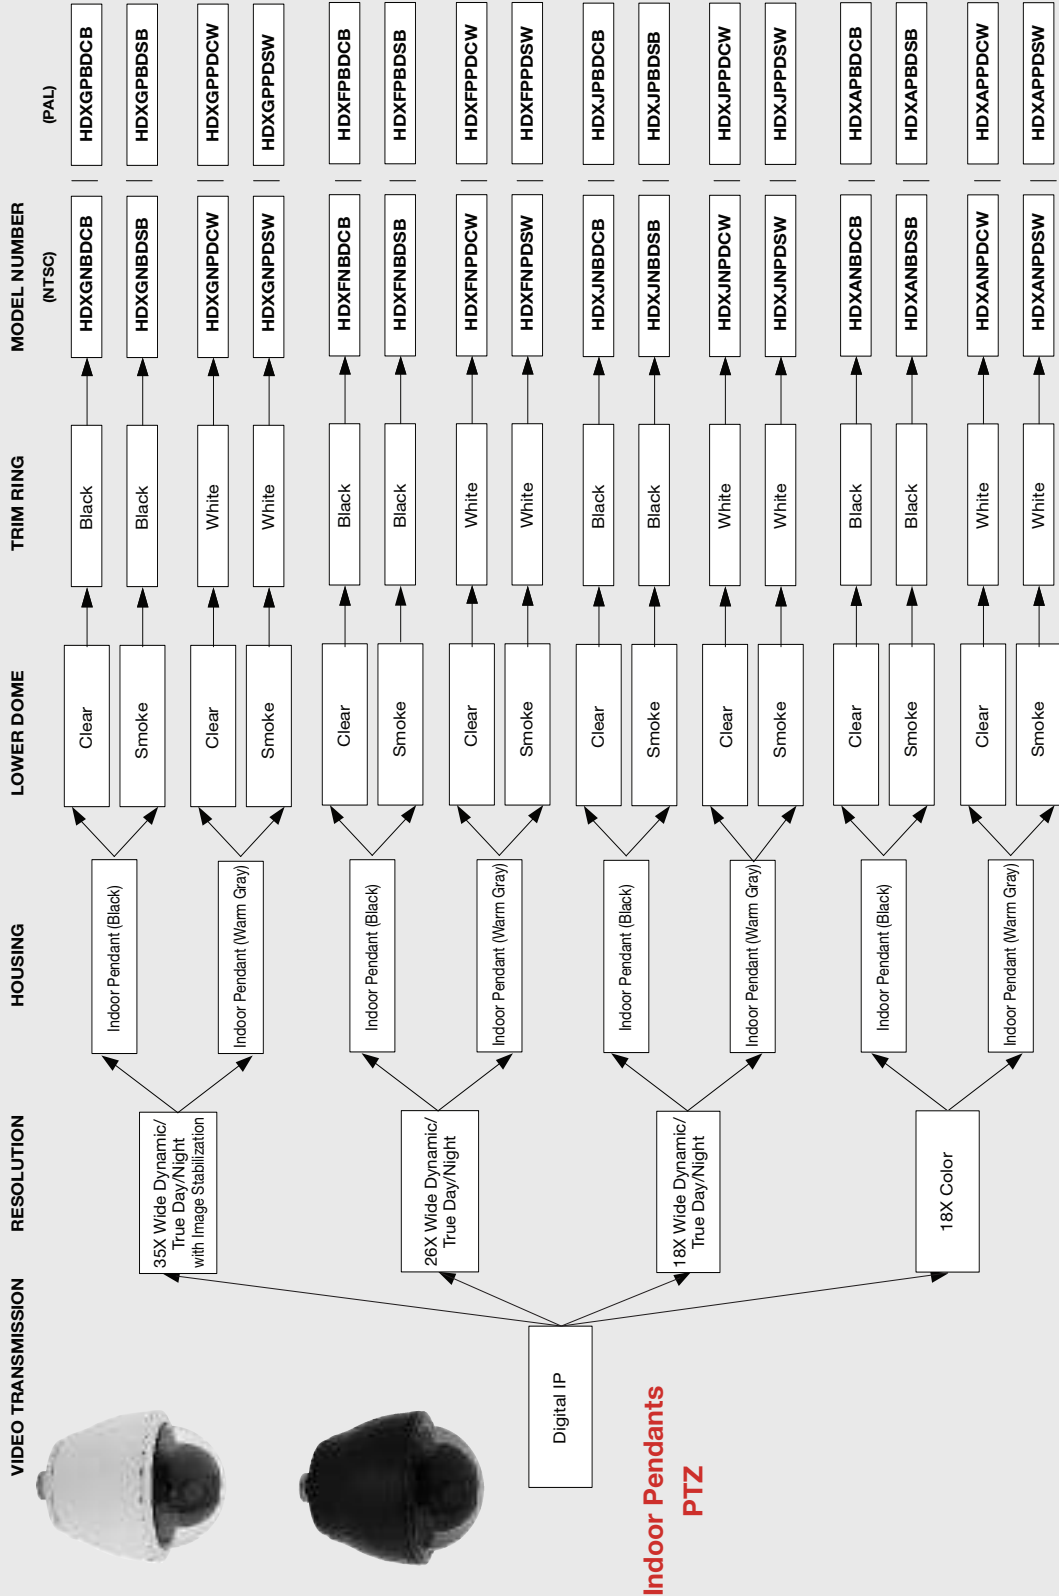 VIDEO TRANSMISSION
RESOLUTION
HOUSING
LOWER DOME
TRIM RING
MODEL NUMBER
(NTSC)
(PAL)
Indoor Pendants
PTZ
Digital IP
35X Wide Dynamic/
True Day/Night
with Image Stabilization
Indoor Pendant (Black)
Clear
Black
HDXGNBDCB
HDXGPBDCB
Smoke
Black
HDXGNBDSB
HDXGPBDSB
Indoor Pendant (Warm Gray)
Clear
White
HDXGNPDCW
HDXGPPDCW
Smoke
White
HDXGNPDSW
HDXGPPDSW
26X Wide Dynamic/
True Day/Night
Indoor Pendant (Black)
Clear
Black
HDXFNBDCB
HDXFPBDCB
Smoke
Black
HDXFNBDSB
HDXFPBDSB
Indoor Pendant (Warm Gray)
Clear
White
HDXFNPDCW
HDXFPPDCW
Smoke
White
HDXFNPDSW
HDXFPPDSW
18X Wide Dynamic/
True Day/Night
Indoor Pendant (Black)
Clear
Black
HDXJNBDCB
HDXJPBDCB
Smoke
Black
HDXJNBDSB
HDXJPBDSB
Indoor Pendant (Warm Gray)
Clear
White
HDXJNPDCW
HDXJPPDCW
Smoke
White
HDXJNPDSW
HDXJPPDSW
18X Color
Indoor Pendant (Black)
Clear
Black
HDXANBDCB
HDXAPBDCB
Smoke
Black
HDXANBDSB
HDXAPBDSB
Indoor Pendant (Warm Gray)
Clear
White
HDXANPDCW
HDXAPPDCW
Smoke
White
HDXANPDSW
HDXAPPDSW